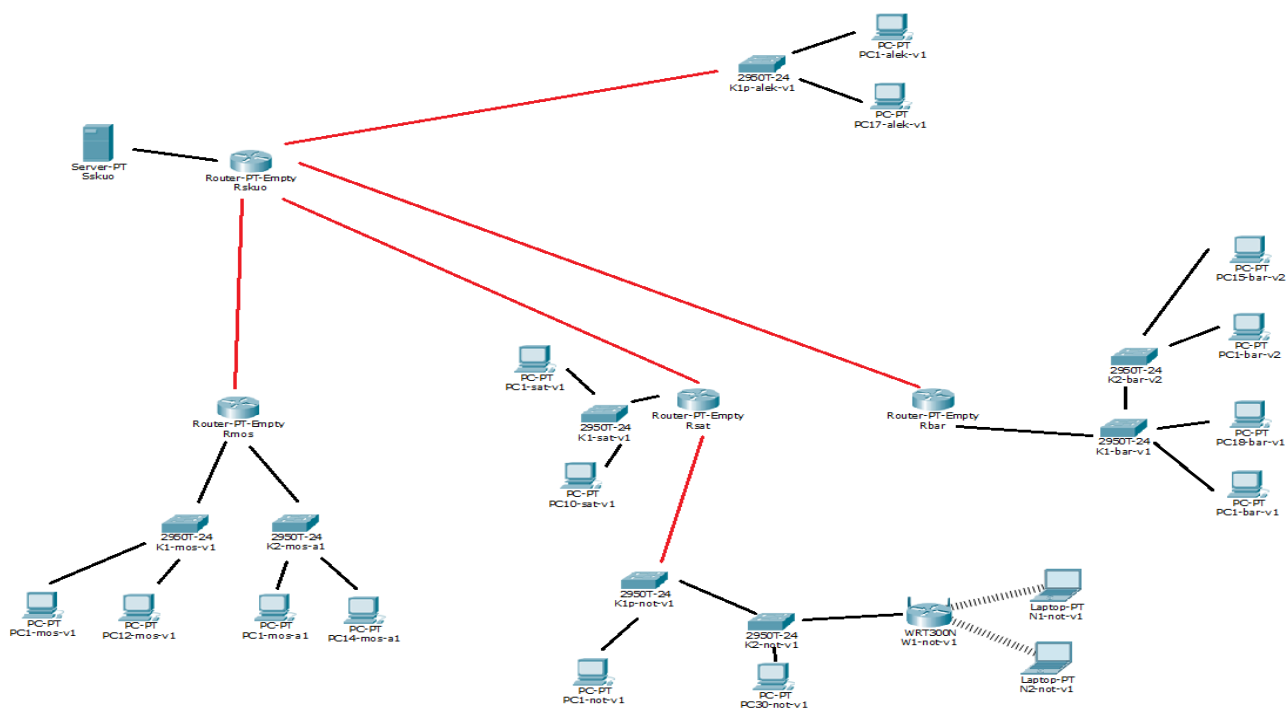 PC-PT
PC1-alek-v1
2950T-24
K1p-alek-v1
PC-PT
PC17-alek-v1
Server-PT
Sskuo
Router-PT-Empty
Rskuo
PC-PT
PC15-bar-v2
PC-PT
PC1-bar-v2
2950T-24
K2-bar-v2
PC-PT
PC18-bar-v1
2950T-24
K1-bar-v1
PC-PT
PC1-bar-v1
Router-PT-Empty
Rbar
PC-PT
PC1-sat-v1
Router-PT-Empty
Rsat
2950T-24
K1-sat-v1
PC-PT
PC10-sat-v1
Router-PT-Empty
Rmos
2950T-24
K1-mos-v1
2950T-24
K2-mos-a1
PC-PT
PC1-mos-v1
PC-PT
PC12-mos-v1
PC-PT
PC1-mos-a1
PC-PT
PC14-mos-a1
2950T-24
K1p-not-v1
2950T-24
K2-not-v1
WRT300N
W1-not-v1
Laptop-PT
N1-not-v1
Laptop-PT
N2-not-v1
PC-PT
PC1-not-v1
PC-PT
PC30-not-v1